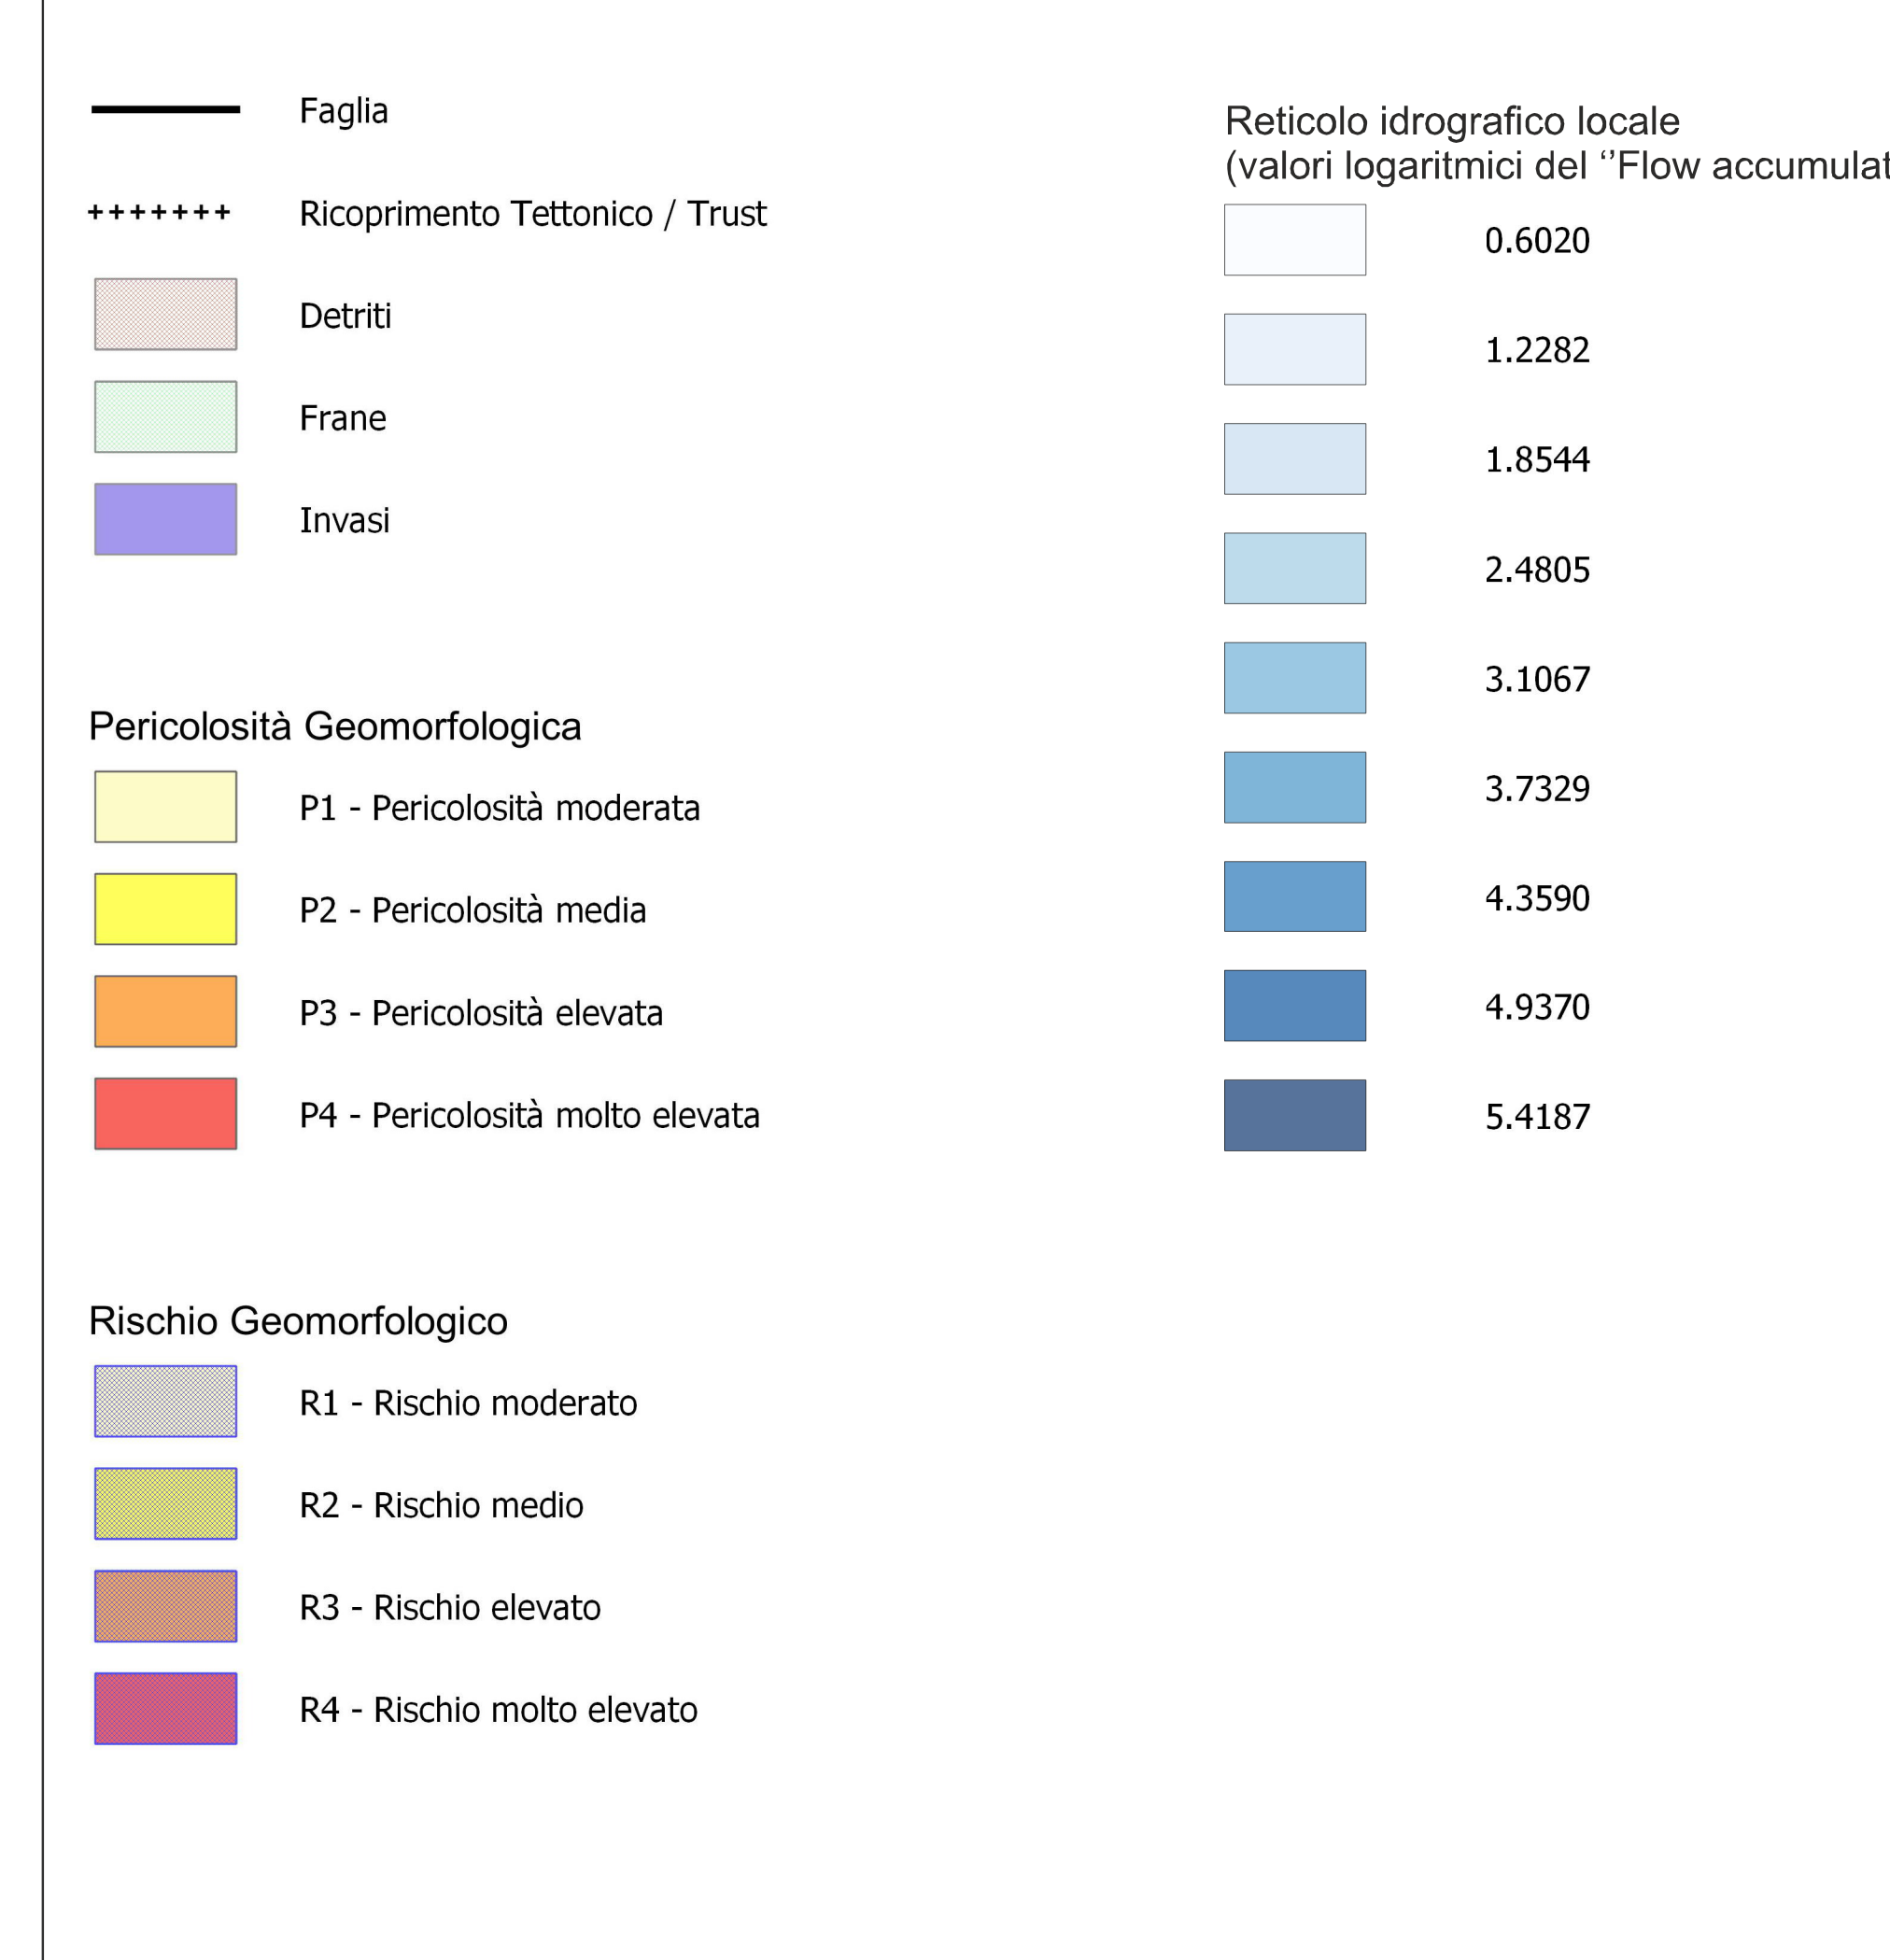 Faglia
Ricoprimento Tettonico / Trust
Detriti
Frane
Invasi
Pericolosità Geomorfologica
P1 - Pericolosità moderata
P2 - Pericolosità media
P3 - Pericolosità elevata
P4 - Pericolosità molto elevata
Rischio Geomorfologico
R1 - Rischio moderato
R2 - Rischio medio
R3 - Rischio elevato
R4 - Rischio molto elevato
Reticolo idrografico locale
(valori logaritmici del ‘’Flow accumulat
0.6020
1.2282
1.8544
2.4805
3.1067
3.7329
4.3590
4.9370
5.4187